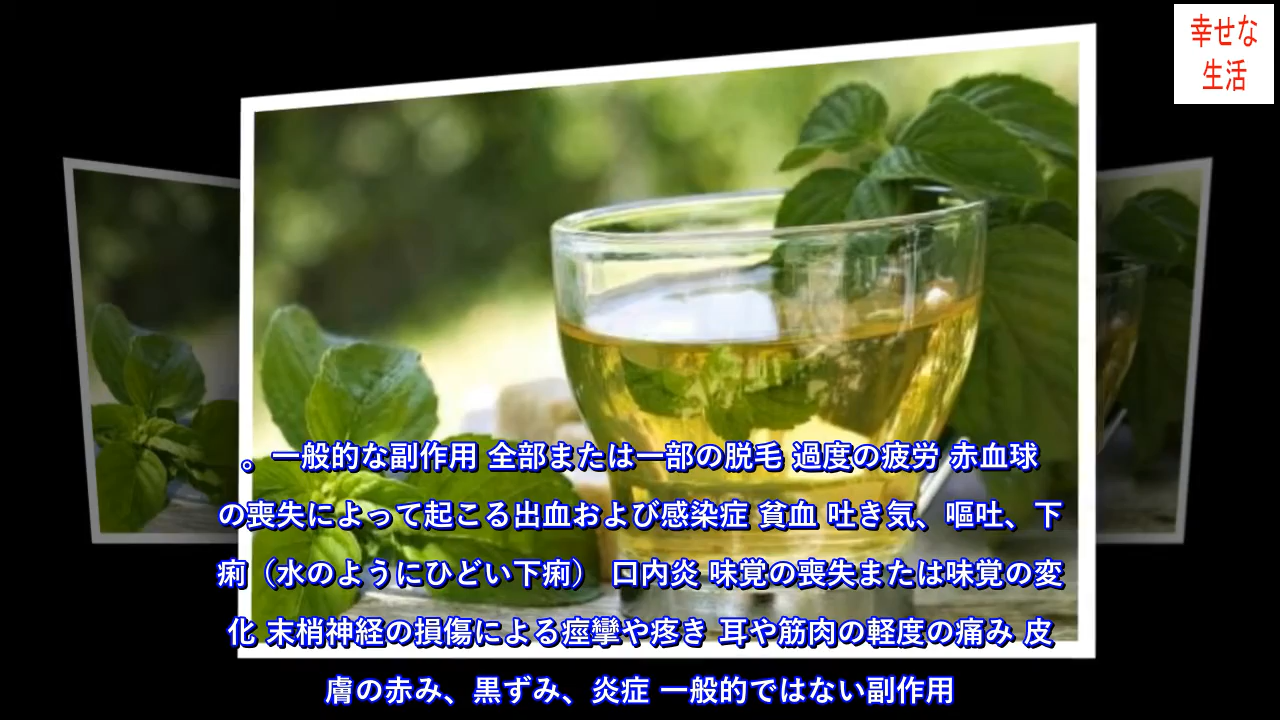 幸せな
生活
。一般的な副作用 全部または一部の脱毛 過度の疲労 赤血球
の喪失によって起こる出血および感染症 貧血 吐き気、嘔吐、下
痢（水のようにひどい下痢） 口内炎 味覚の喪失または味覚の変
化 末梢神経の損傷による痙攣や疼き 耳や筋肉の軽度の痛み 皮
膚の赤み、黒ずみ、炎症 一般的ではない副作用